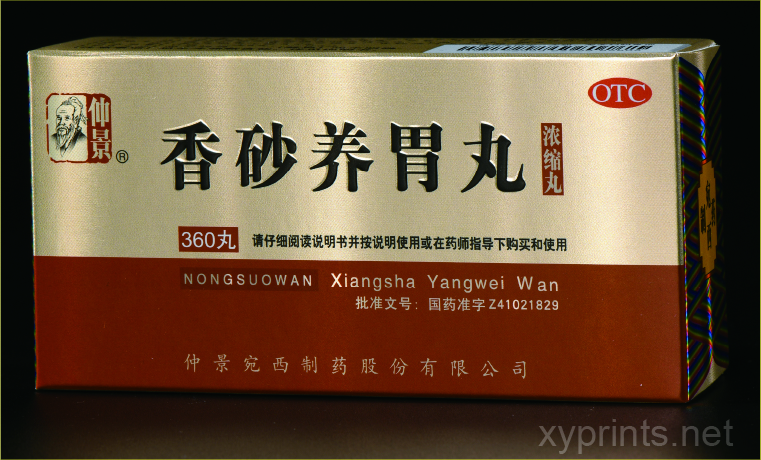 OTC
仲景
®
香砂养胃丸
浓缩丸
360丸 请仔细阅读说明书并按说明使用或在药师指导下购买和使用
NONGSUOWAN Xiangsha Yangwei Wan
批准文号：国药准字Z41021829
仲景宛西制药股份有限公司
宛西制药
xyprints.net